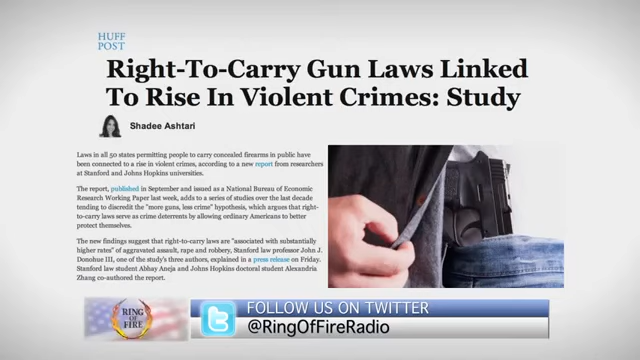 HUFF
POST
Right-To-Carry Gun Laws Linked
To Rise In Violent Crimes: Study
Shadee Ashtari
Laws in all 50 states permitting people to carry concealed firearms in public have
been connected to a rise in violent crimes, according to a new report from researchers
at Stanford and Johns Hopkins universities.
The report, published in September and issued as a National Bureau of Economic
Research Working Paper last week, adds to a series of studies over the last decade
tending to discredit the "more guns, less crime" hypothesis, which argues that right-
to-carry laws serve as crime deterrents by allowing ordinary Americans to better
protect themselves.
The new findings suggest that right-to-carry laws are "associated with substantially
higher rates" of aggravated assault, rape and robbery, Stanford law professor John J.
Donohue III, one of the study's three authors, explained in a press release on Friday.
Stanford law student Abhay Aneja and Johns Hopkins doctoral student Alexandria
Zhang co-authored the report.
RING
OF
FIRE
FOLLOW US ON TWITTER
@RingOfFireRadio